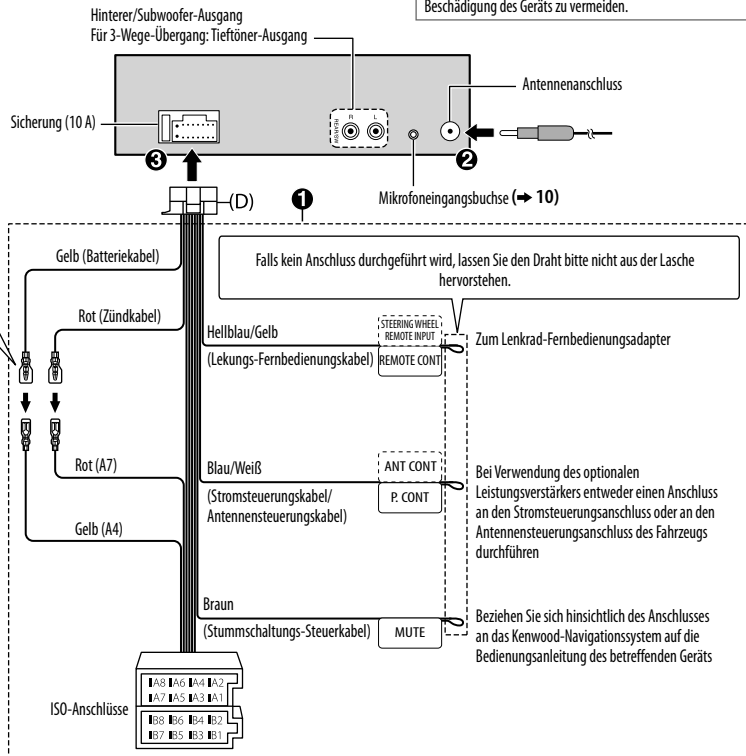 Beschädigung des Geräts zu vermeiden.
Hinterer/Subwoofer-Ausgang
Für 3-Wege-Übergang: Tieftöner-Ausgang
Antennenanschluss
Sicherung (10 A)
R L
REAR/SW
3
2
Mikrofoneingangsbuchse (➜ 10)
(D)
1
Gelb (Batteriekabel)
Falls kein Anschluss durchgeführt wird, lassen Sie den Draht bitte nicht aus der Lasche
hervorstehen.
Rot (Zündkabel)
Hellblau/Gelb
(Lekungs-Fernbedienungskabel)
STEERING WHEEL
REMOTE INPUT
REMOTE CONT
Zum Lenkrad-Fernbedienungsadapter
Rot (A7)
Blau/Weiß
(Stromsteuerungskabel/
Antennensteuerungskabel)
ANT CONT
P. CONT
Bei Verwendung des optionalen
Leistungsverstärkers entweder einen Anschluss
an den Stromsteuerungsanschluss oder an den
Antennensteuerungsanschluss des Fahrzeugs
durchführen
Gelb (A4)
Braun
(Stummschaltungs-Steuerkabel)
MUTE
Beziehen Sie sich hinsichtlich des Anschlusses
an das Kenwood-Navigationssystem auf die
Bedienungsanleitung des betreffenden Geräts
ISO-Anschlüsse
A8 A6 A4 A2
A7 A5 A3 A1
B8 B6 B4 B2
B7 B5 B3 B1